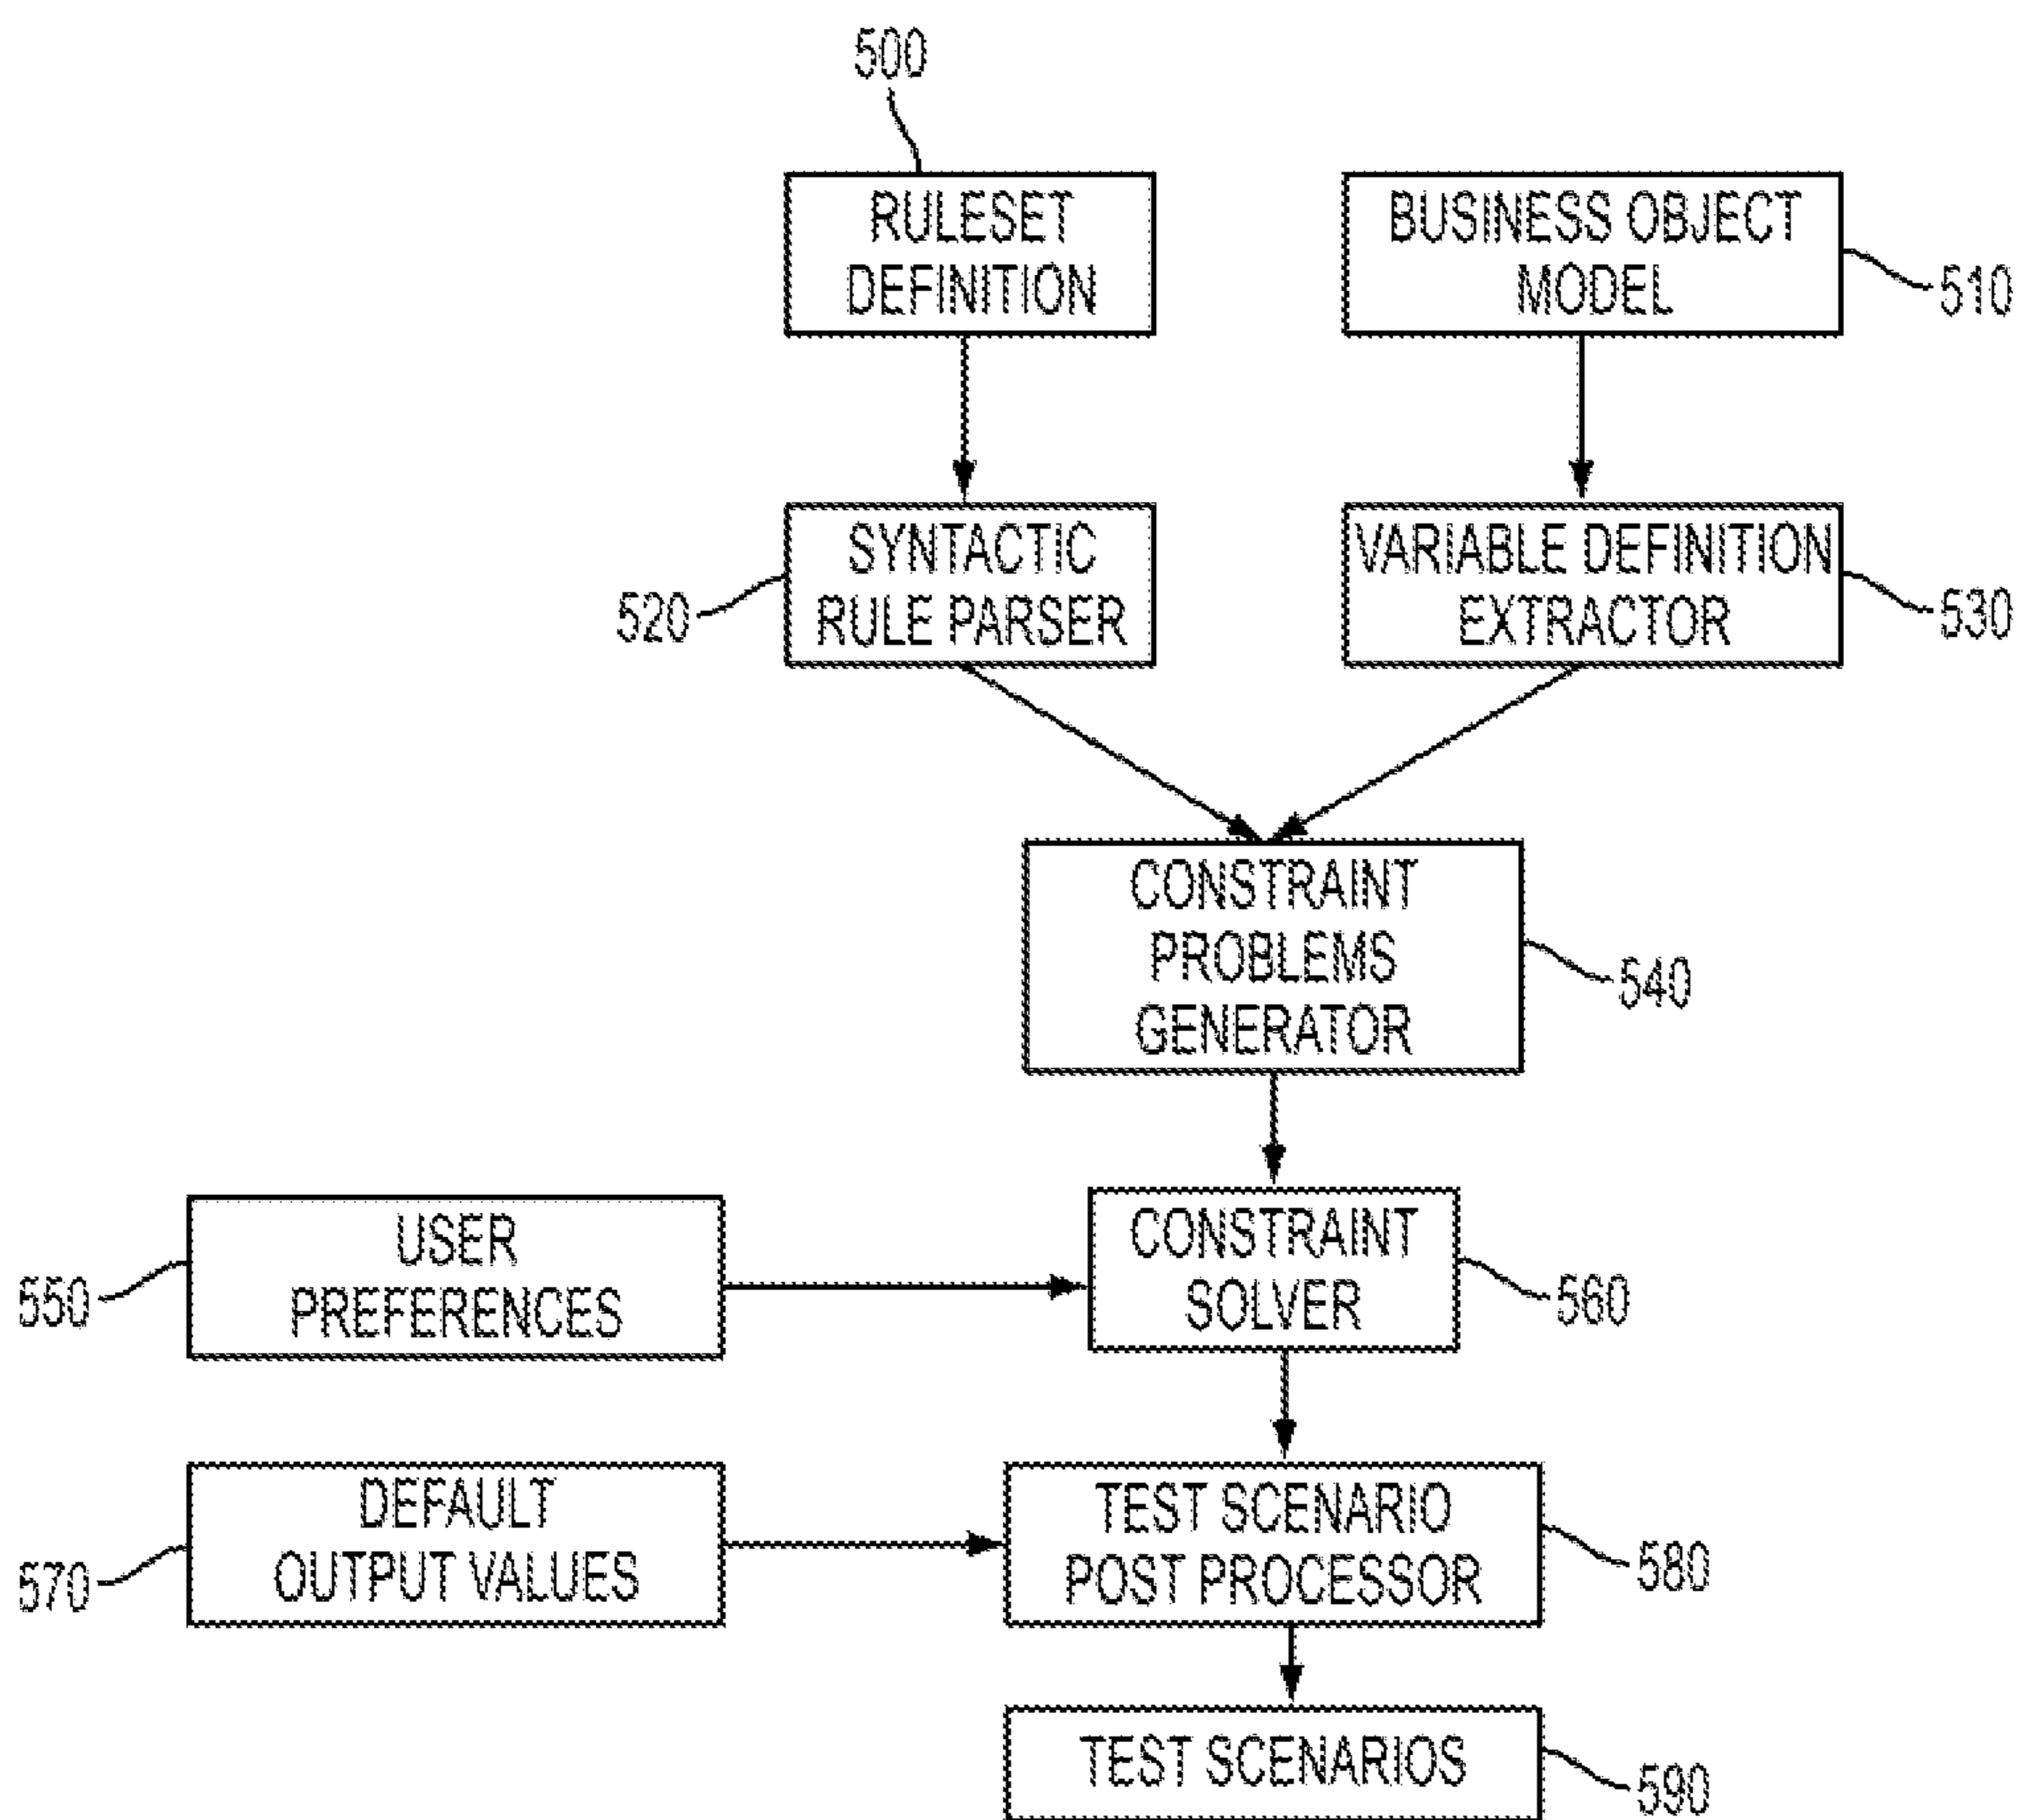 500
RULESET
DEFINITION
BUSINESS OBJECT
MODEL
510
SYNTACTIC
RULE PARSER
520
VARIABLE DEFINITION
EXTRACTOR
530
CONSTRAINT
PROBLEMS
GENERATOR
540
USER
PREFERENCES
550
CONSTRAINT
SOLVER
560
DEFAULT
OUTPUT VALUES
570
TEST SCENARIO
POST PROCESSOR
580
TEST SCENARIOS
590